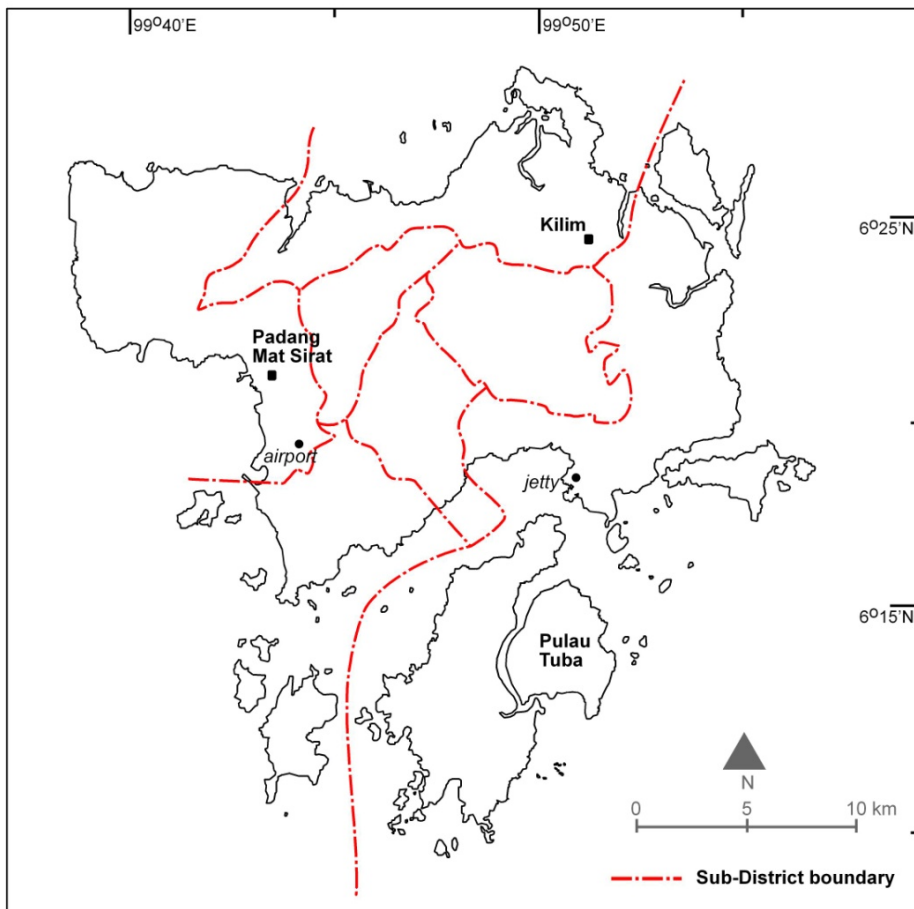 99°40'E
99°50'E
6°25'N
Kilim
Padang
Mat Sirat
airport
jetty
6°15'N
Pulau
Tuba
N
0 5 10 km
Sub-District boundary